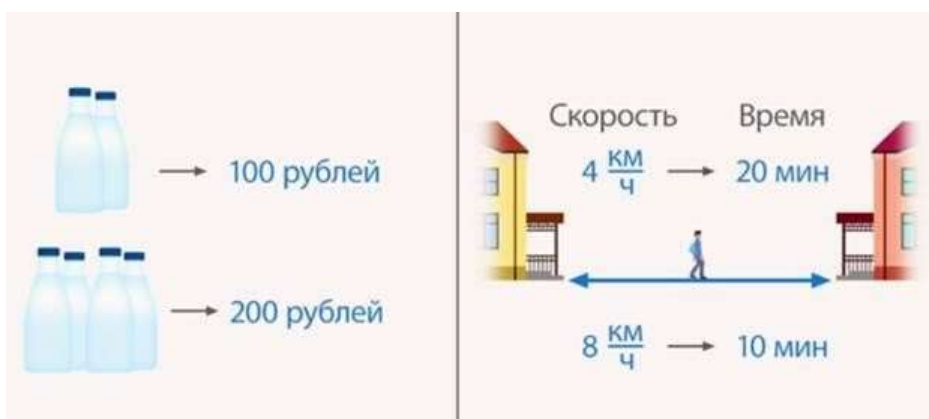 100 рублей
200 рублей
Скорость Время
4 км/ч 20 мин
8 км/ч 10 мин